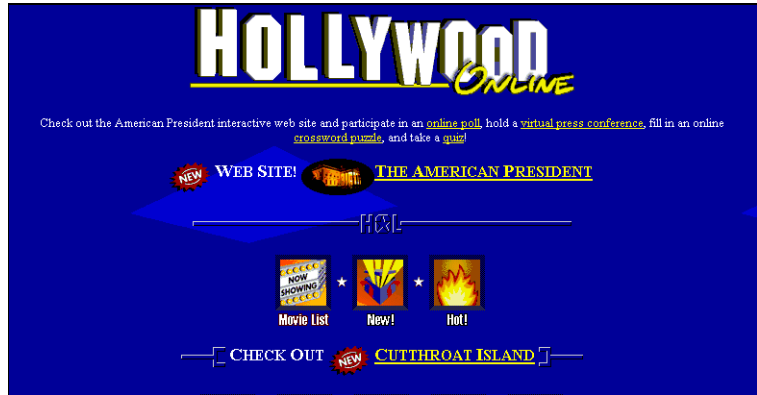 HOLLYWOOD
ONLINE
Check out the American President interactive web site and participate in an online poll, hold a virtual press conference, fill in an online
crossword puzzle, and take a quiz!
NEW WEB SITE! THE AMERICAN PRESIDENT
HOL
NOW
SHOWING
Movie List New! Hot!
CHECK OUT NEW CUTTHROAT ISLAND